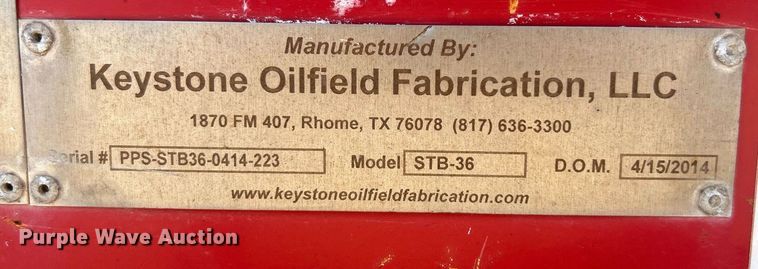 Manufactured By:
Keystone Oilfield Fabrication, LLC
1870 FM 407, Rhome, TX 76078 (817) 636-3300
Serial # PPS-STB36-0414-223 Model STB-36 D.O.M. 4/15/2014
www.keystoneoilfieldfabrication.com
Purple Wave Auction